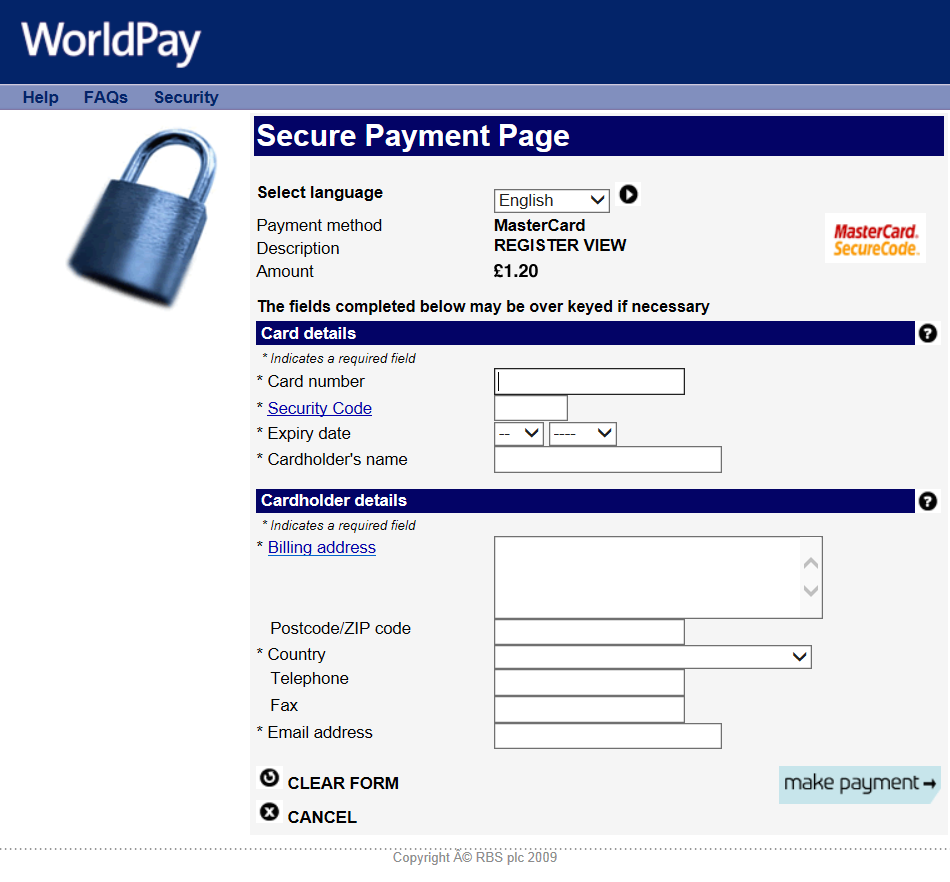 WorldPay
Help FAQs Security
Secure Payment Page
Select language English
Payment method MasterCard
Description REGISTER VIEW
Amount £1.20
MasterCard.
SecureCode.
The fields completed below may be over keyed if necessary
Card details ?
* Indicates a required field
* Card number
* Security Code
* Expiry date -- ----
* Cardholder's name
Cardholder details ?
* Indicates a required field
* Billing address
Postcode/ZIP code
* Country
Telephone
Fax
* Email address
CLEAR FORM
make payment
CANCEL
Copyright Ã© RBS plc 2009